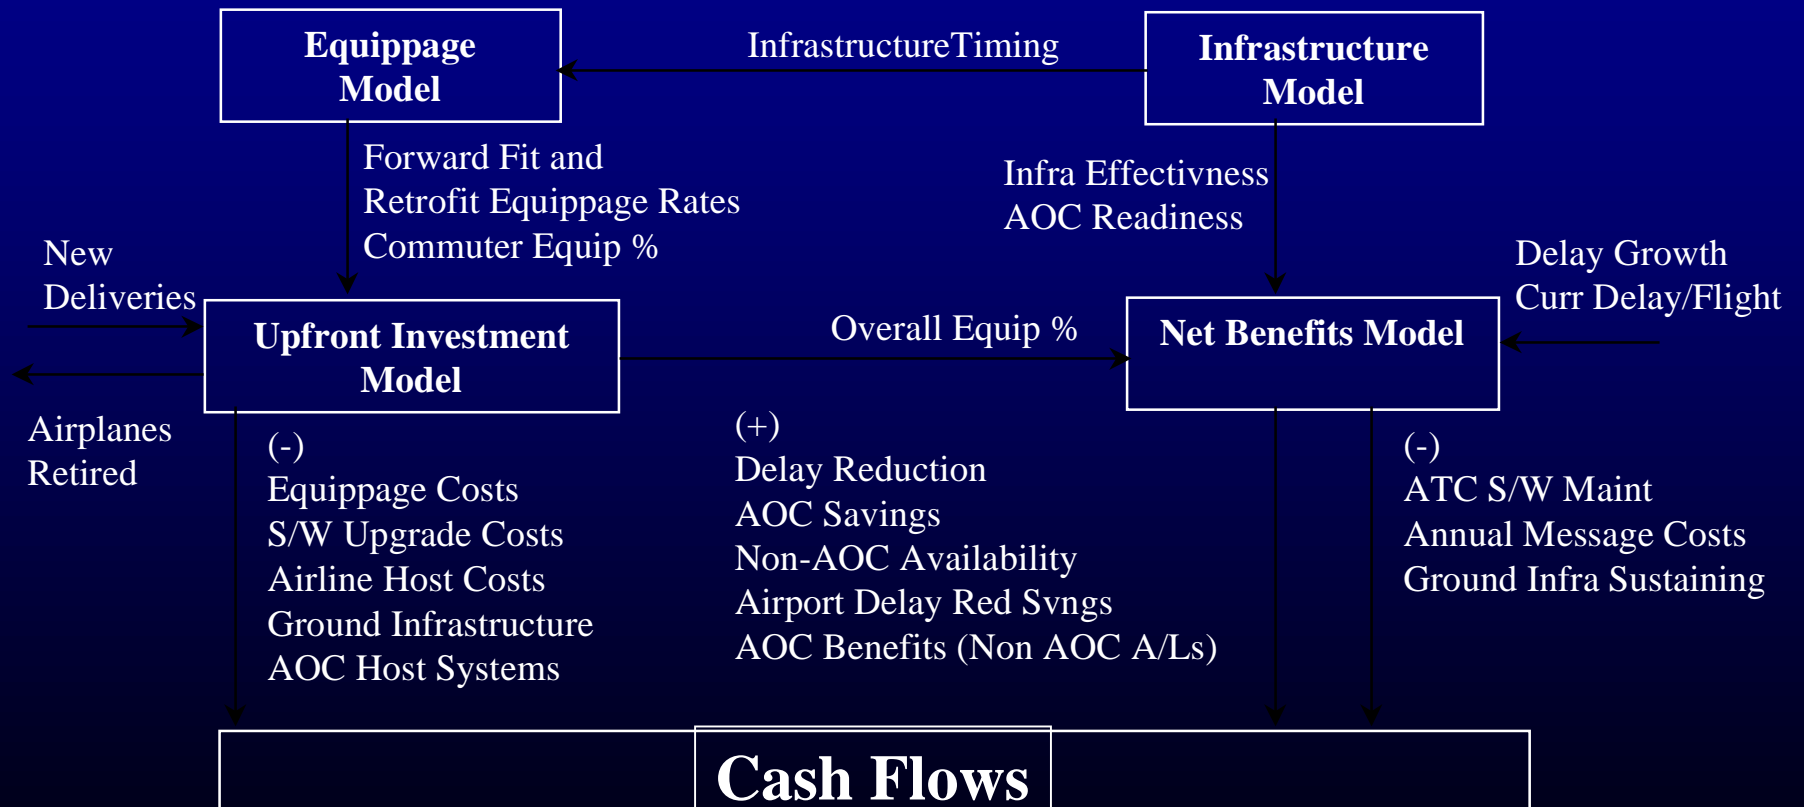 Equippage
Model
InfrastructureTiming
Infrastructure
Model
Forward Fit and
Retrofit Equippage Rates
Commuter Equip %
Infra Effectivness
AOC Readiness
New
Deliveries
Delay Growth
Curr Delay/Flight
Upfront Investment
Model
Overall Equip %
Net Benefits Model
Airplanes
Retired
(-)
Equippage Costs
S/W Upgrade Costs
Airline Host Costs
Ground Infrastructure
AOC Host Systems
(+)
Delay Reduction
AOC Savings
Non-AOC Availability
Airport Delay Red Svngs
AOC Benefits (Non AOC A/Ls)
(-)
ATC S/W Maint
Annual Message Costs
Ground Infra Sustaining
Cash Flows